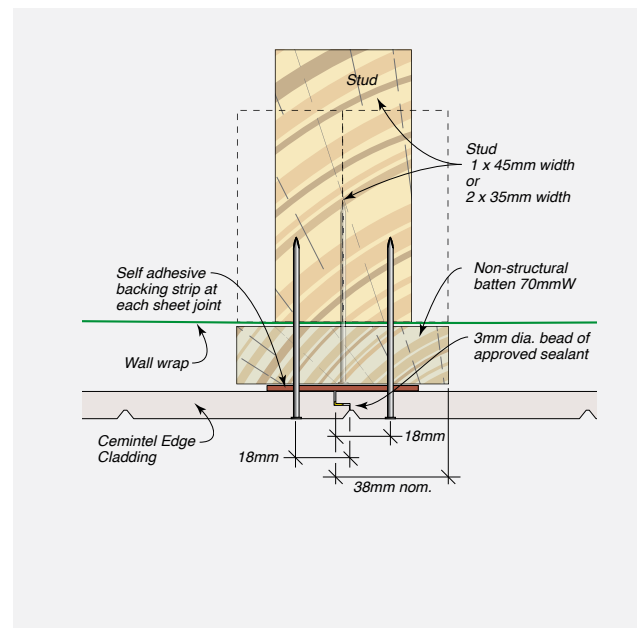 Stud
Stud
1 x 45mm width
or
2 x 35mm width
Self adhesive
backing strip at
each sheet joint
Non-structural
batten 70mmW
Wall wrap
3mm dia. bead of
approved sealant
Cemintel Edge
Cladding
18mm
18mm
38mm nom.